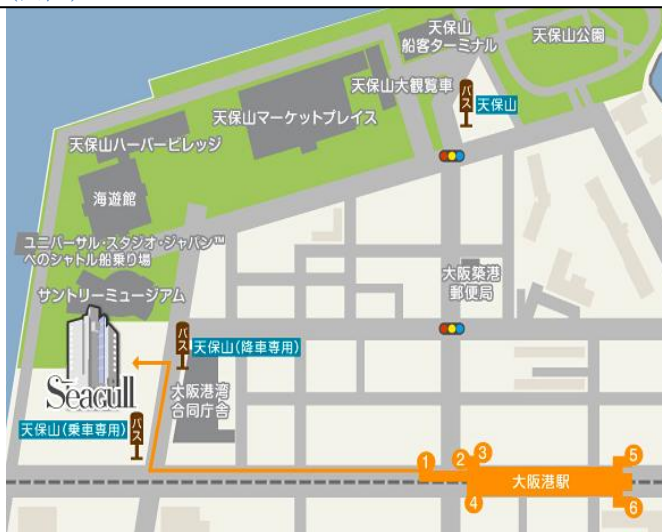 天保山
船客ターミナル
天保山公園
天保山大観覧車
バス
天保山
天保山マーケットプレイス
天保山ハーバービレッジ
海遊館
ユニバーサル・スタジオ・ジャパン™
へのシャトル船乗り場
大阪築港
郵便局
サントリーミュージアム
バス
天保山(降車専用)
Seagull
大阪港湾
合同庁舎
天保山(乗車専用)
バス
1
2
3
4
大阪港駅
5
6